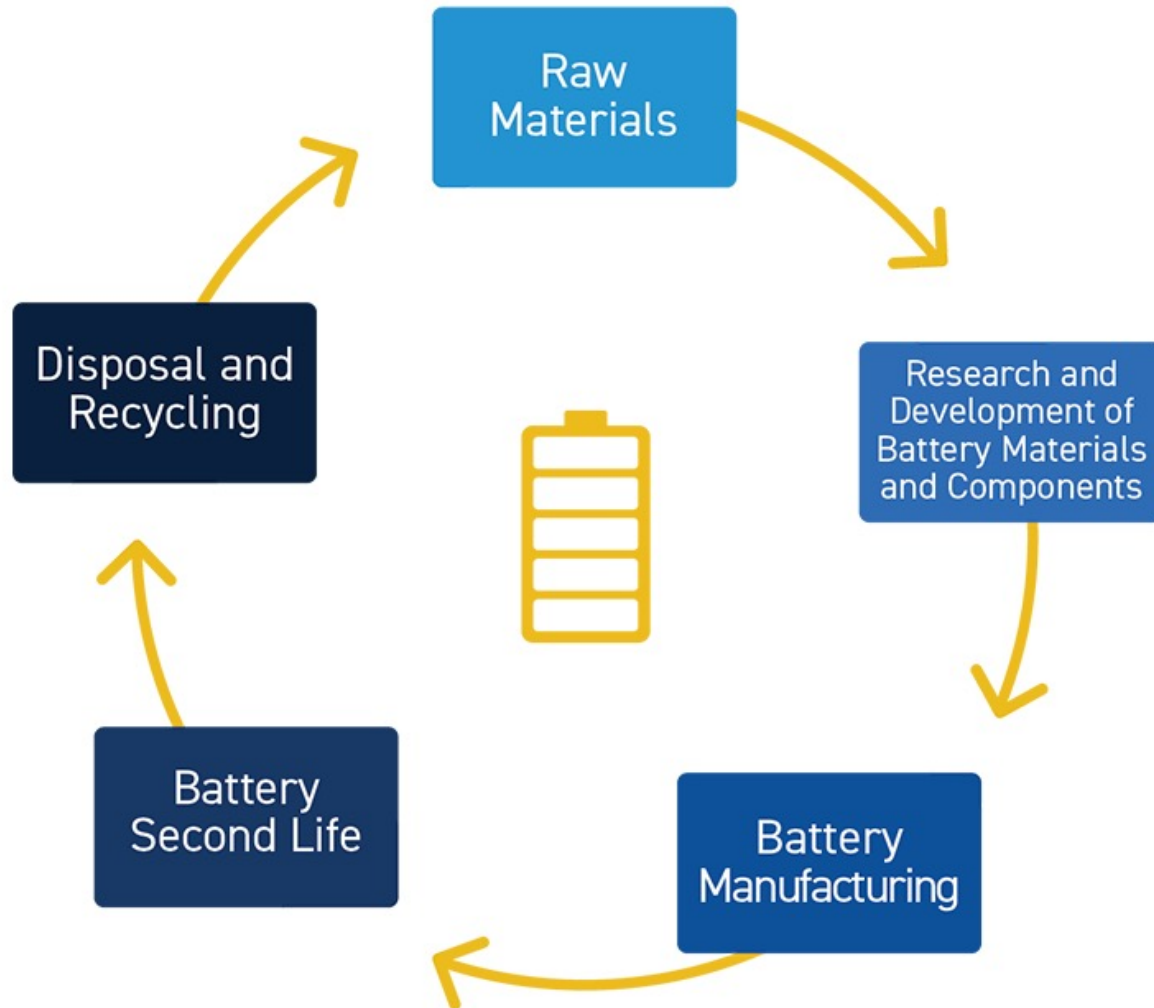 Raw
Materials
Research and
Development of
Battery Materials
and Components
Battery
Manufacturing
Battery
Second Life
Disposal and
Recycling